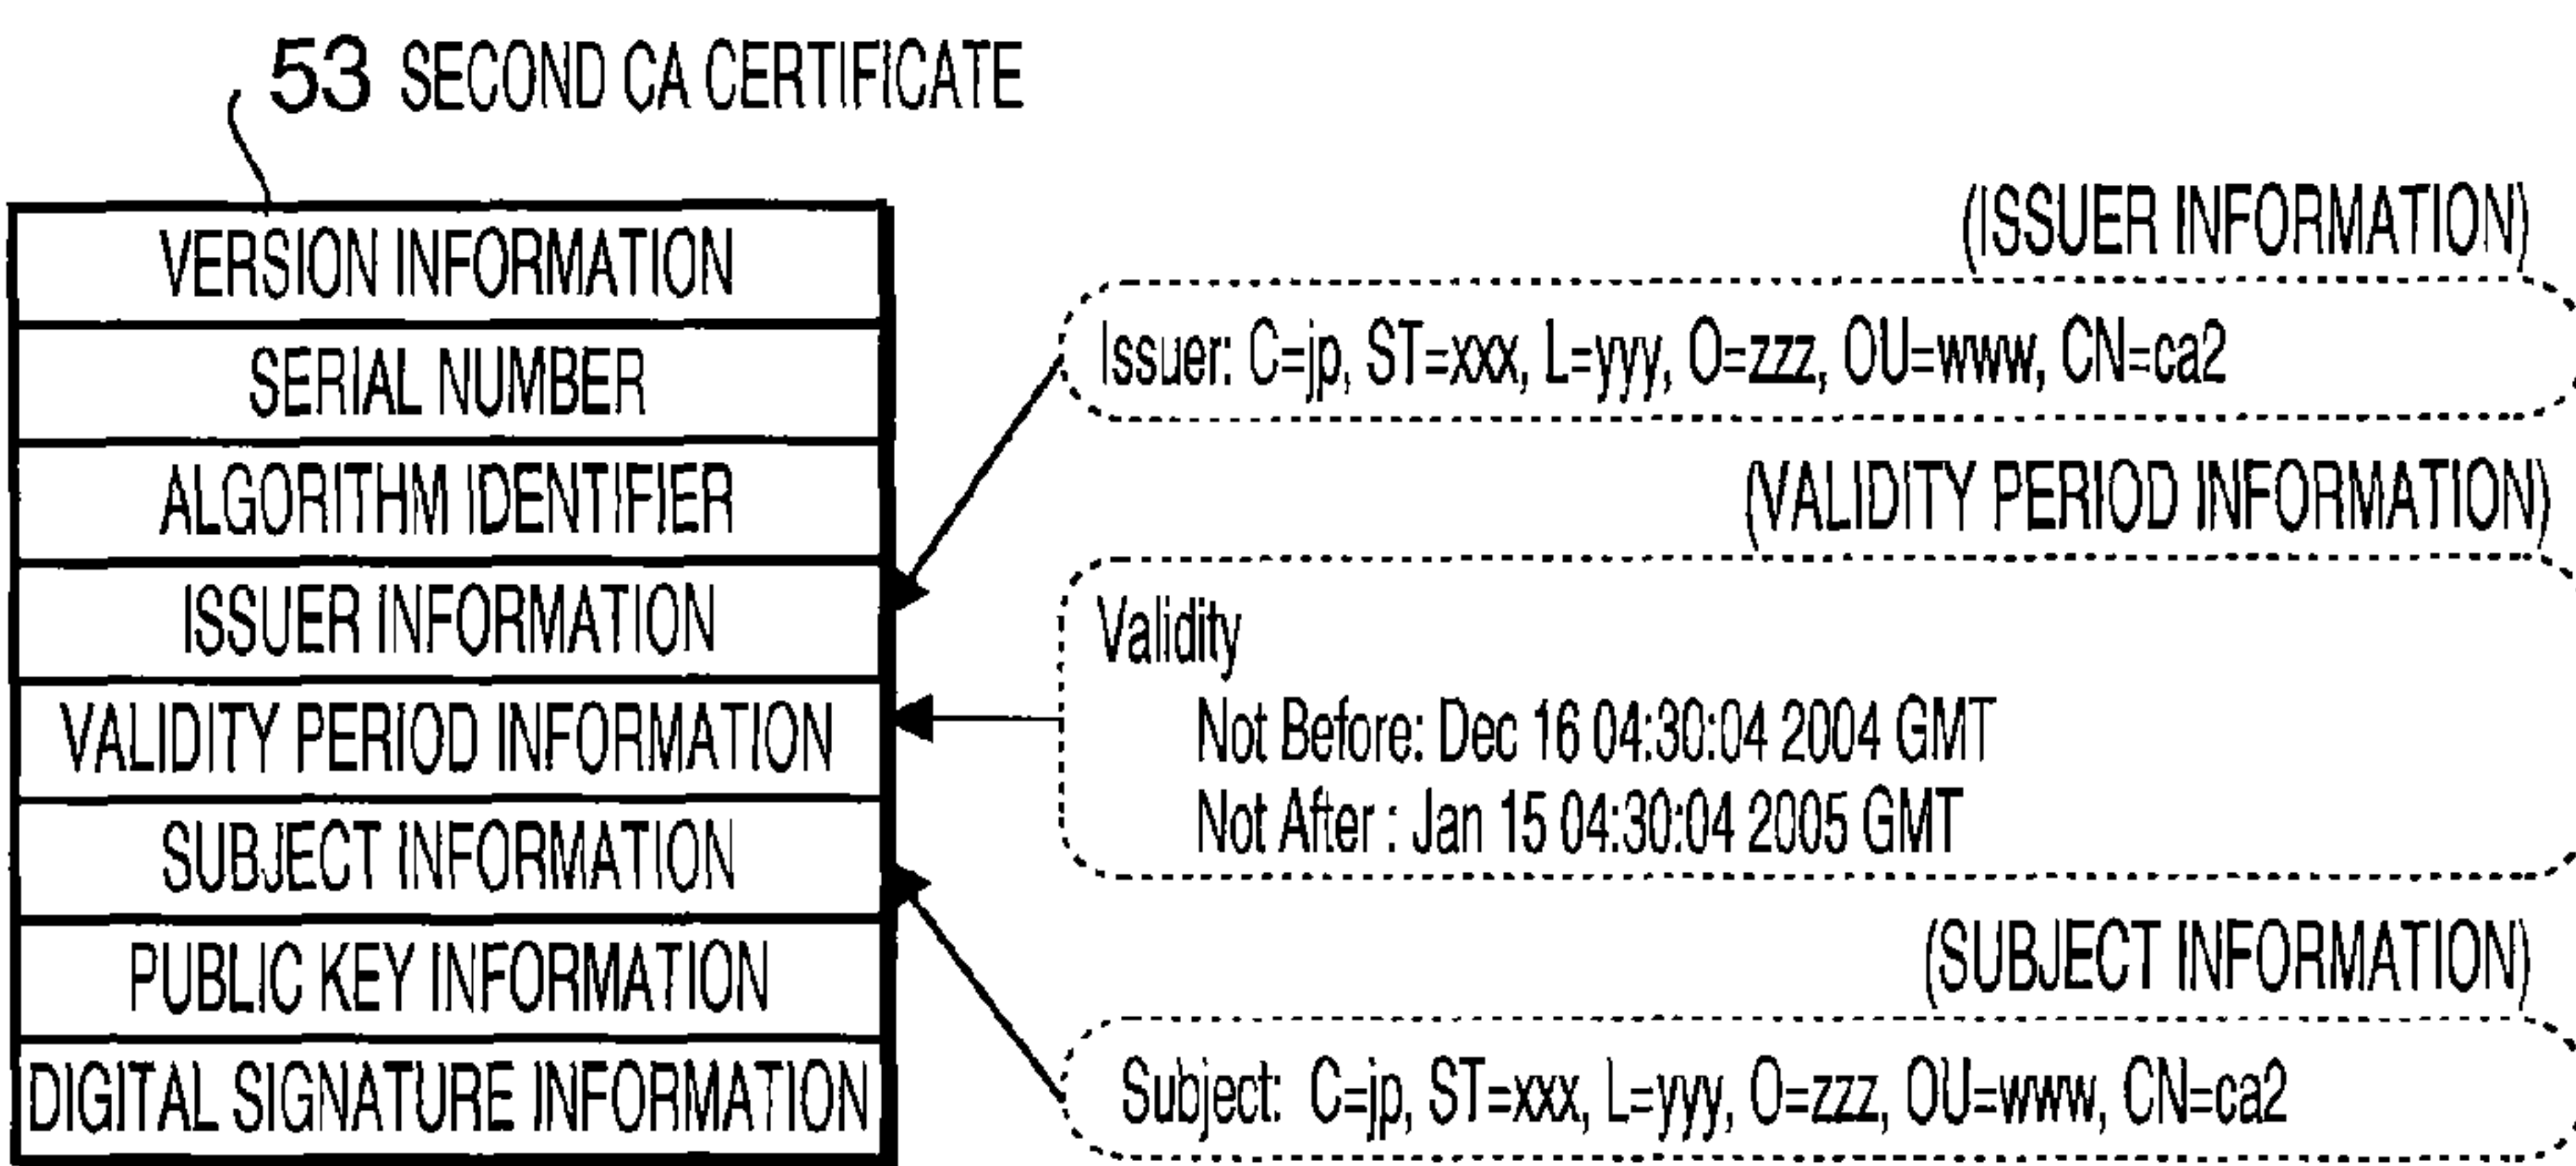 53 SECOND CA CERTIFICATE
VERSION INFORMATION
SERIAL NUMBER
ALGORITHM IDENTIFIER
ISSUER INFORMATION
VALIDITY PERIOD INFORMATION
SUBJECT INFORMATION
PUBLIC KEY INFORMATION
DIGITAL SIGNATURE INFORMATION
(ISSUER INFORMATION)
Issuer: C=jp, ST=xxx, L=yyy, O=zzz, OU=www, CN=ca2
(VALIDITY PERIOD INFORMATION)
Validity
Not Before: Dec 16 04:30:04 2004 GMT
Not After : Jan 15 04:30:04 2005 GMT
(SUBJECT INFORMATION)
Subject: C=jp, ST=xxx, L=yyy, O=zzz, OU=www, CN=ca2